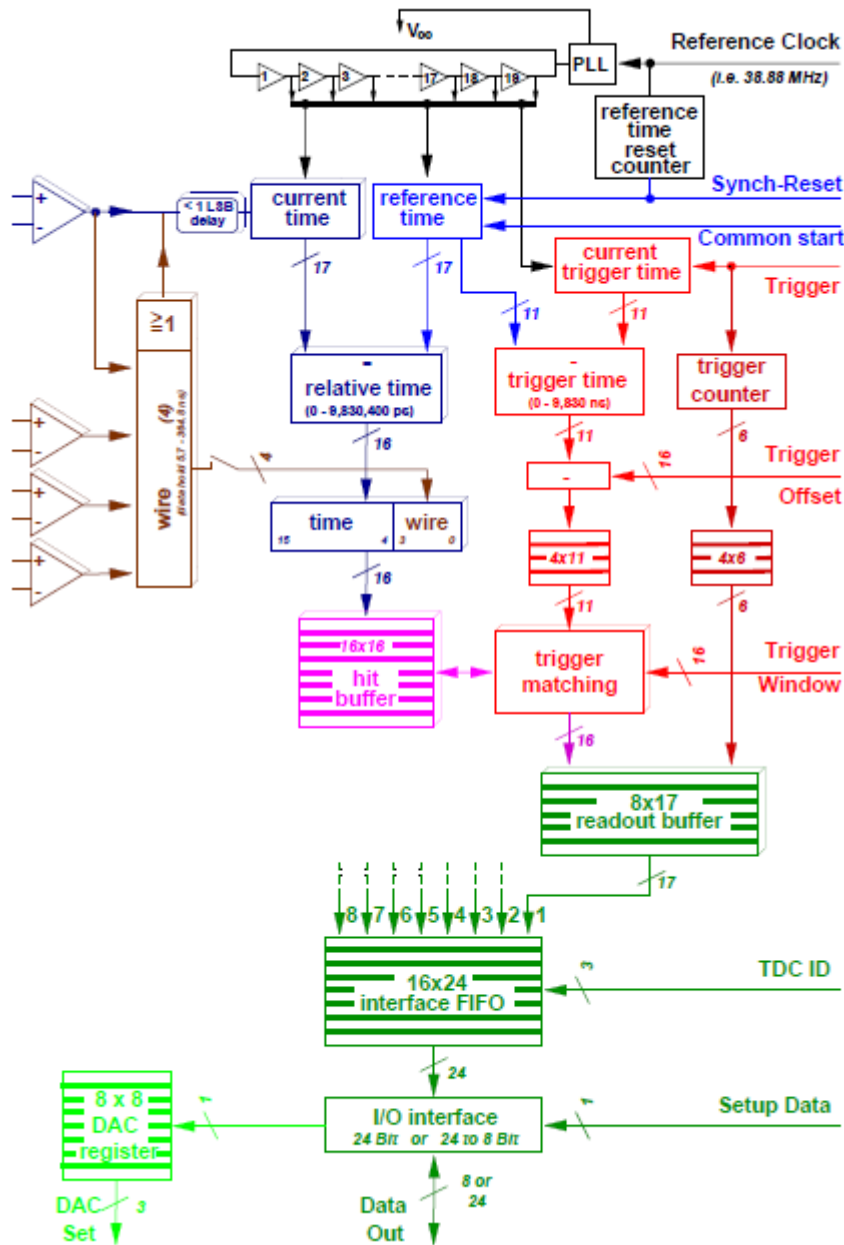 V₀₀
Reference Clock
PLL
(i.e. 38.88 MHz)
1 2 3 17 18 19
reference
time
reset
counter
+
-
< 1 LSB
delay
current
time
reference
time
Synch-Reset
Common start
17
17
current
trigger time
Trigger
11
11
≧1
-
relative time
(0 - 9,830,400 ps)
-
trigger time
(0 - 9,830 ns)
trigger
counter
wire (4)
+
-
16
11
6
4
16
Trigger
Offset
-
+
-
time
15 4
wire
3 0
4x11
4x6
+
-
16
11
6
16x16
hit
buffer
trigger
matching
16
Trigger
Window
16
8x17
readout buffer
17
8 7 6 5 4 3 2 1
16x24
interface FIFO
3
TDC ID
24
8 x 8
DAC
register
1
I/O interface
24 Bit or 24 to 8 Bit
1
Setup Data
DAC
Set
3
Data
Out
8 or
24